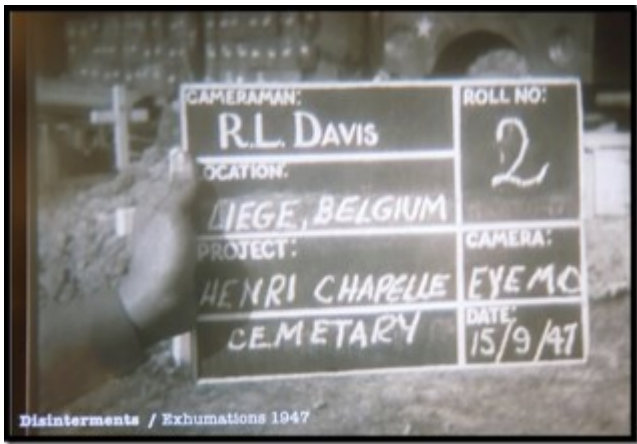 CAMERAMAN:
R.L. DAVIS
ROLL NO:
2
LOCATION:
LIEGE, BELGIUM
PROJECT:
HENRI CHAPELLE
CEMETARY
CAMERA:
EYEMO
DATE:
15/9/47
Disinterments / Exhumations 1947